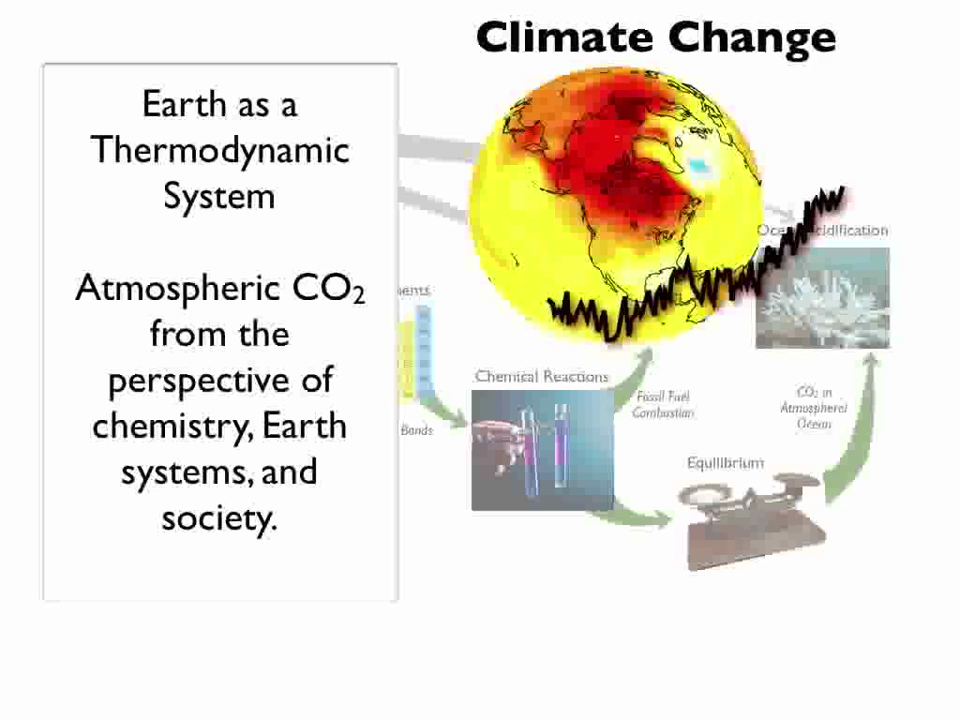 Climate Change
Earth as a
Thermodynamic
System
Atmospheric CO₂
from the
perspective of
chemistry, Earth
systems, and
society.
Chemical Reactions
Fossil Fuel
Combustion
CO₂ in
Atmosphere/
Ocean
Equilibrium
Bonds